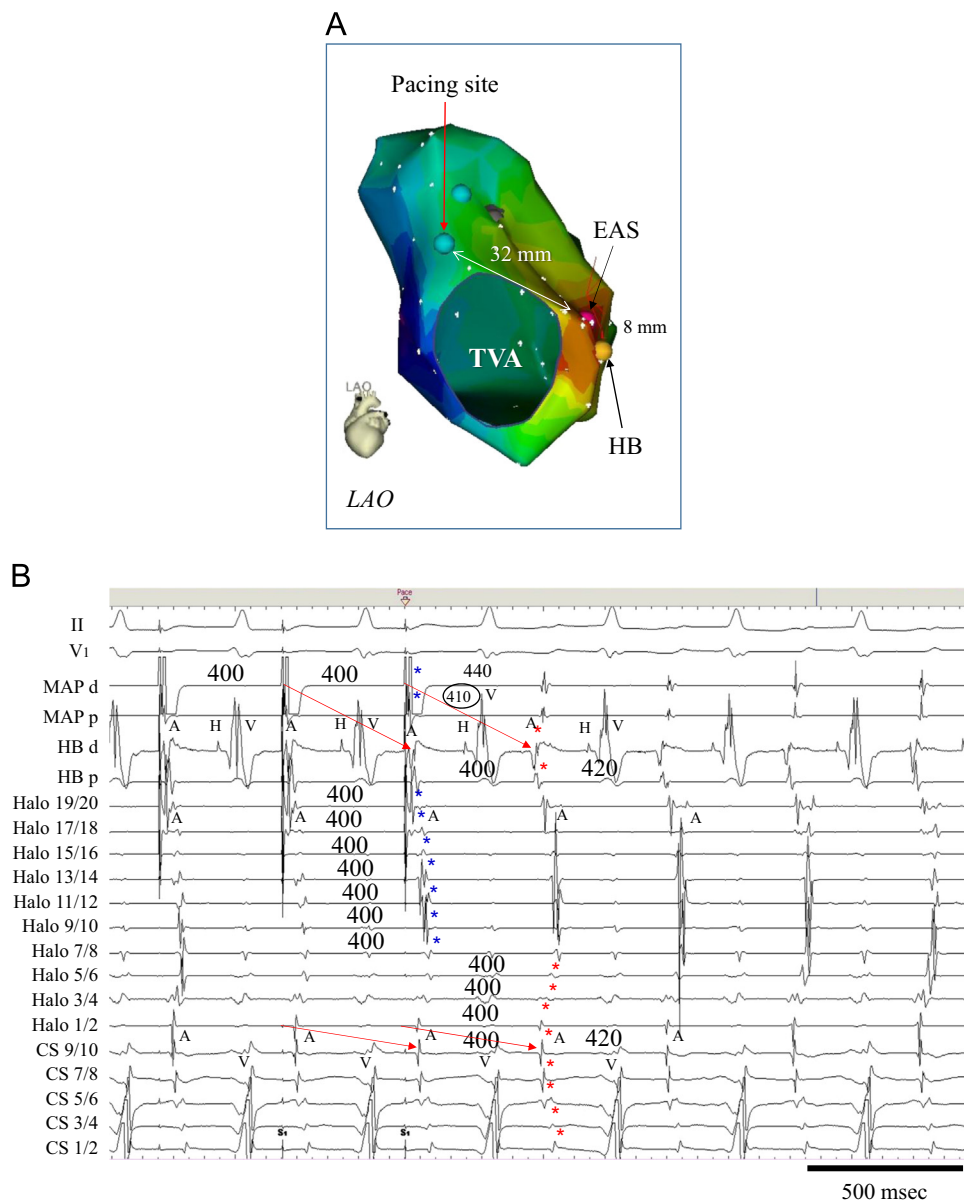 A
Pacing site
EAS
32 mm
8 mm
TVA
LAO
HB
LAO
B
Pace
II
V1
400 400 * 440
MAP d
* 410 V
MAP p
A H V A H V A H A * H V
HB d
400 * 420
HB p
400 *
Halo 19/20
A 400 A * A A A
Halo 17/18
400 *
Halo 15/16
400 *
Halo 13/14
400 *
Halo 11/12
400 *
Halo 9/10
400 *
Halo 7/8
400 *
Halo 5/6
400 *
Halo 3/4
400 *
Halo 1/2
A A A 400 * A 420 A
CS 9/10
V V V * V
CS 7/8
*
CS 5/6
*
CS 3/4
S1 S1 *
CS 1/2
500 msec